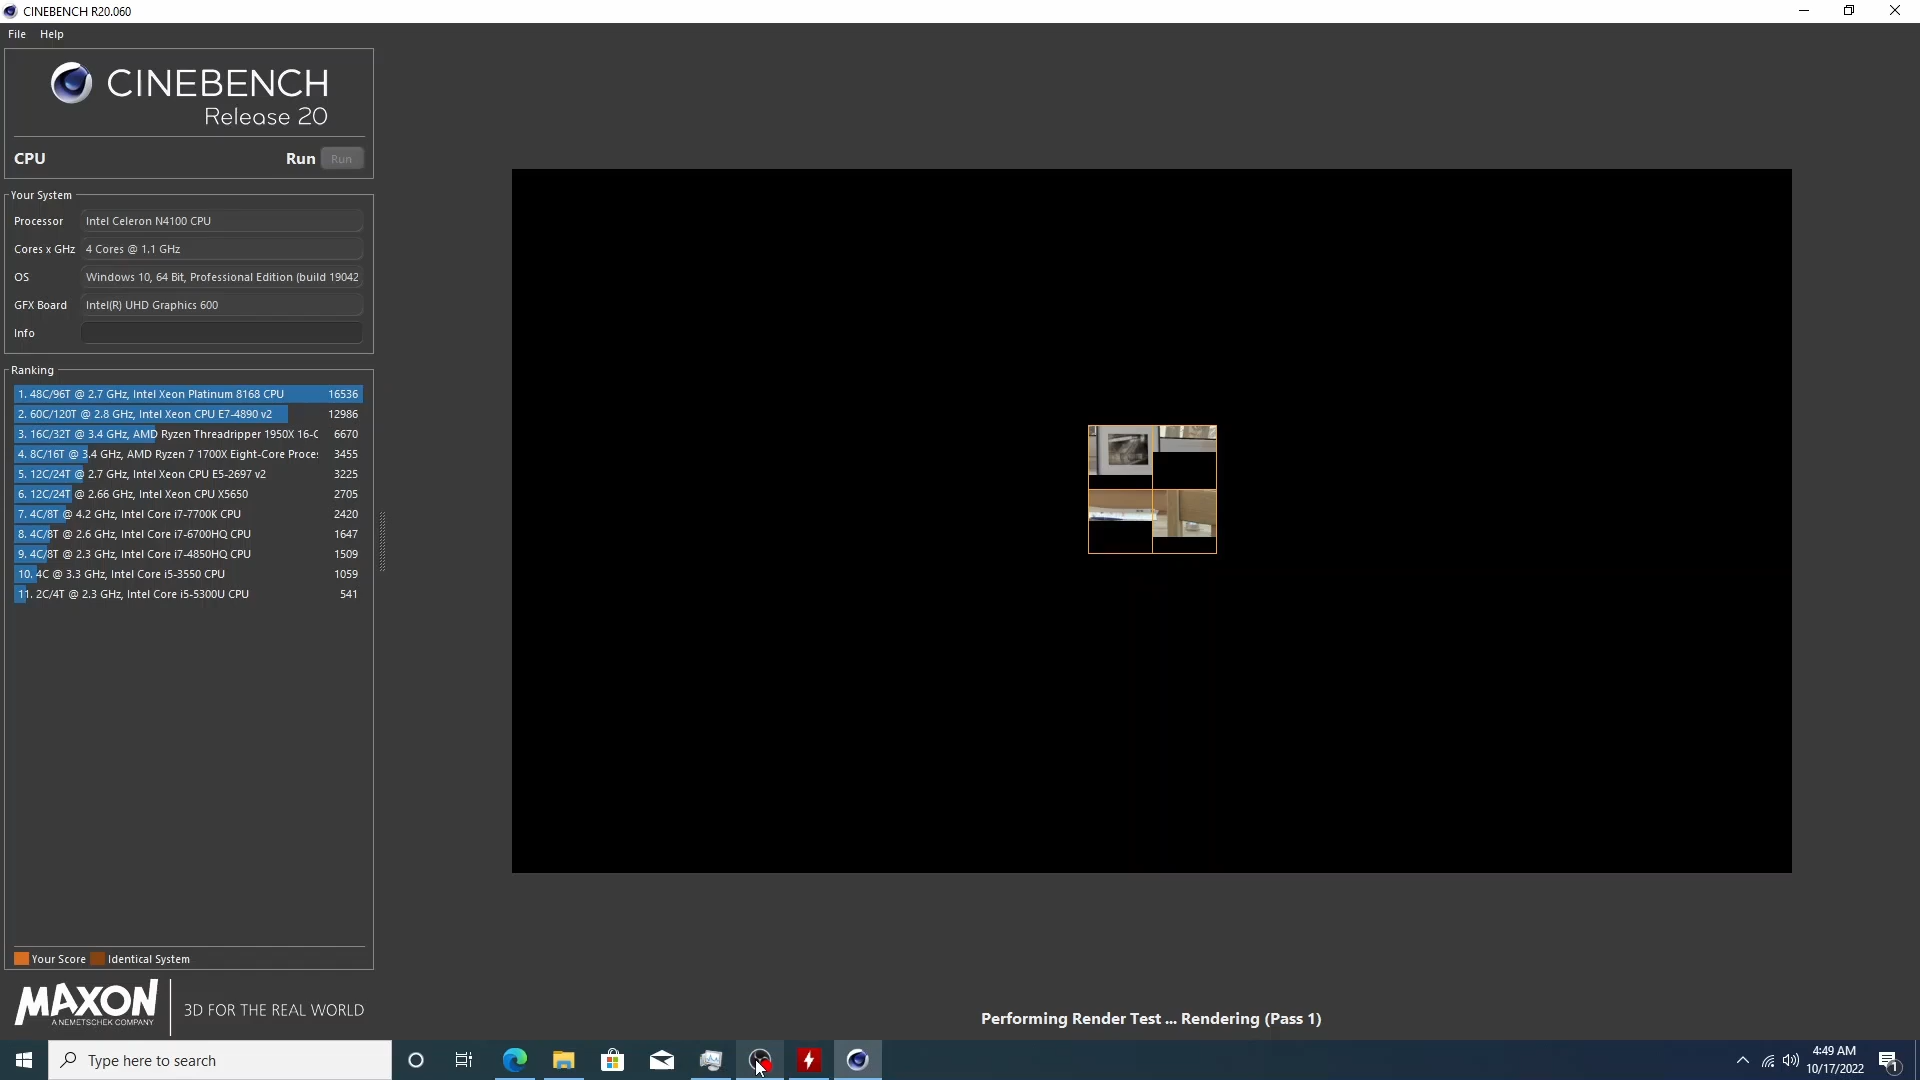 CINEBENCH R20.060
File Help
CINEBENCH
Release 20
CPU Run Run
Your System
Processor Intel Celeron N4100 CPU
Cores x GHz 4 Cores @ 1.1 GHz
OS Windows 10, 64 Bit, Professional Edition (build 19042
GFX Board Intel(R) UHD Graphics 600
Info
Ranking
1. 48C/96T @ 2.7 GHz, Intel Xeon Platinum 8168 CPU 16536
2. 60C/120T @ 2.8 GHz, Intel Xeon CPU E7-4890 v2 12986
3. 16C/32T @ 3.4 GHz, AMD Ryzen Threadripper 1950X 16-C 6670
4. 8C/16T @ 3.4 GHz, AMD Ryzen 7 1700X Eight-Core Proces 3455
5. 12C/24T @ 2.7 GHz, Intel Xeon CPU E5-2697 v2 3225
6. 12C/24T @ 2.66 GHz, Intel Xeon CPU X5650 2705
7. 4C/8T @ 4.2 GHz, Intel Core i7-7700K CPU 2420
8. 4C/8T @ 2.6 GHz, Intel Core i7-6700HQ CPU 1647
9. 4C/8T @ 2.3 GHz, Intel Core i7-4850HQ CPU 1509
10. 4C @ 3.3 GHz, Intel Core i5-3550 CPU 1059
11. 2C/4T @ 2.3 GHz, Intel Core i5-5300U CPU 541
Your Score Identical System
MAXON
A NEMETSCHEK COMPANY
3D FOR THE REAL WORLD
Performing Render Test ... Rendering (Pass 1)
Type here to search
4:49 AM
10/17/2022
1